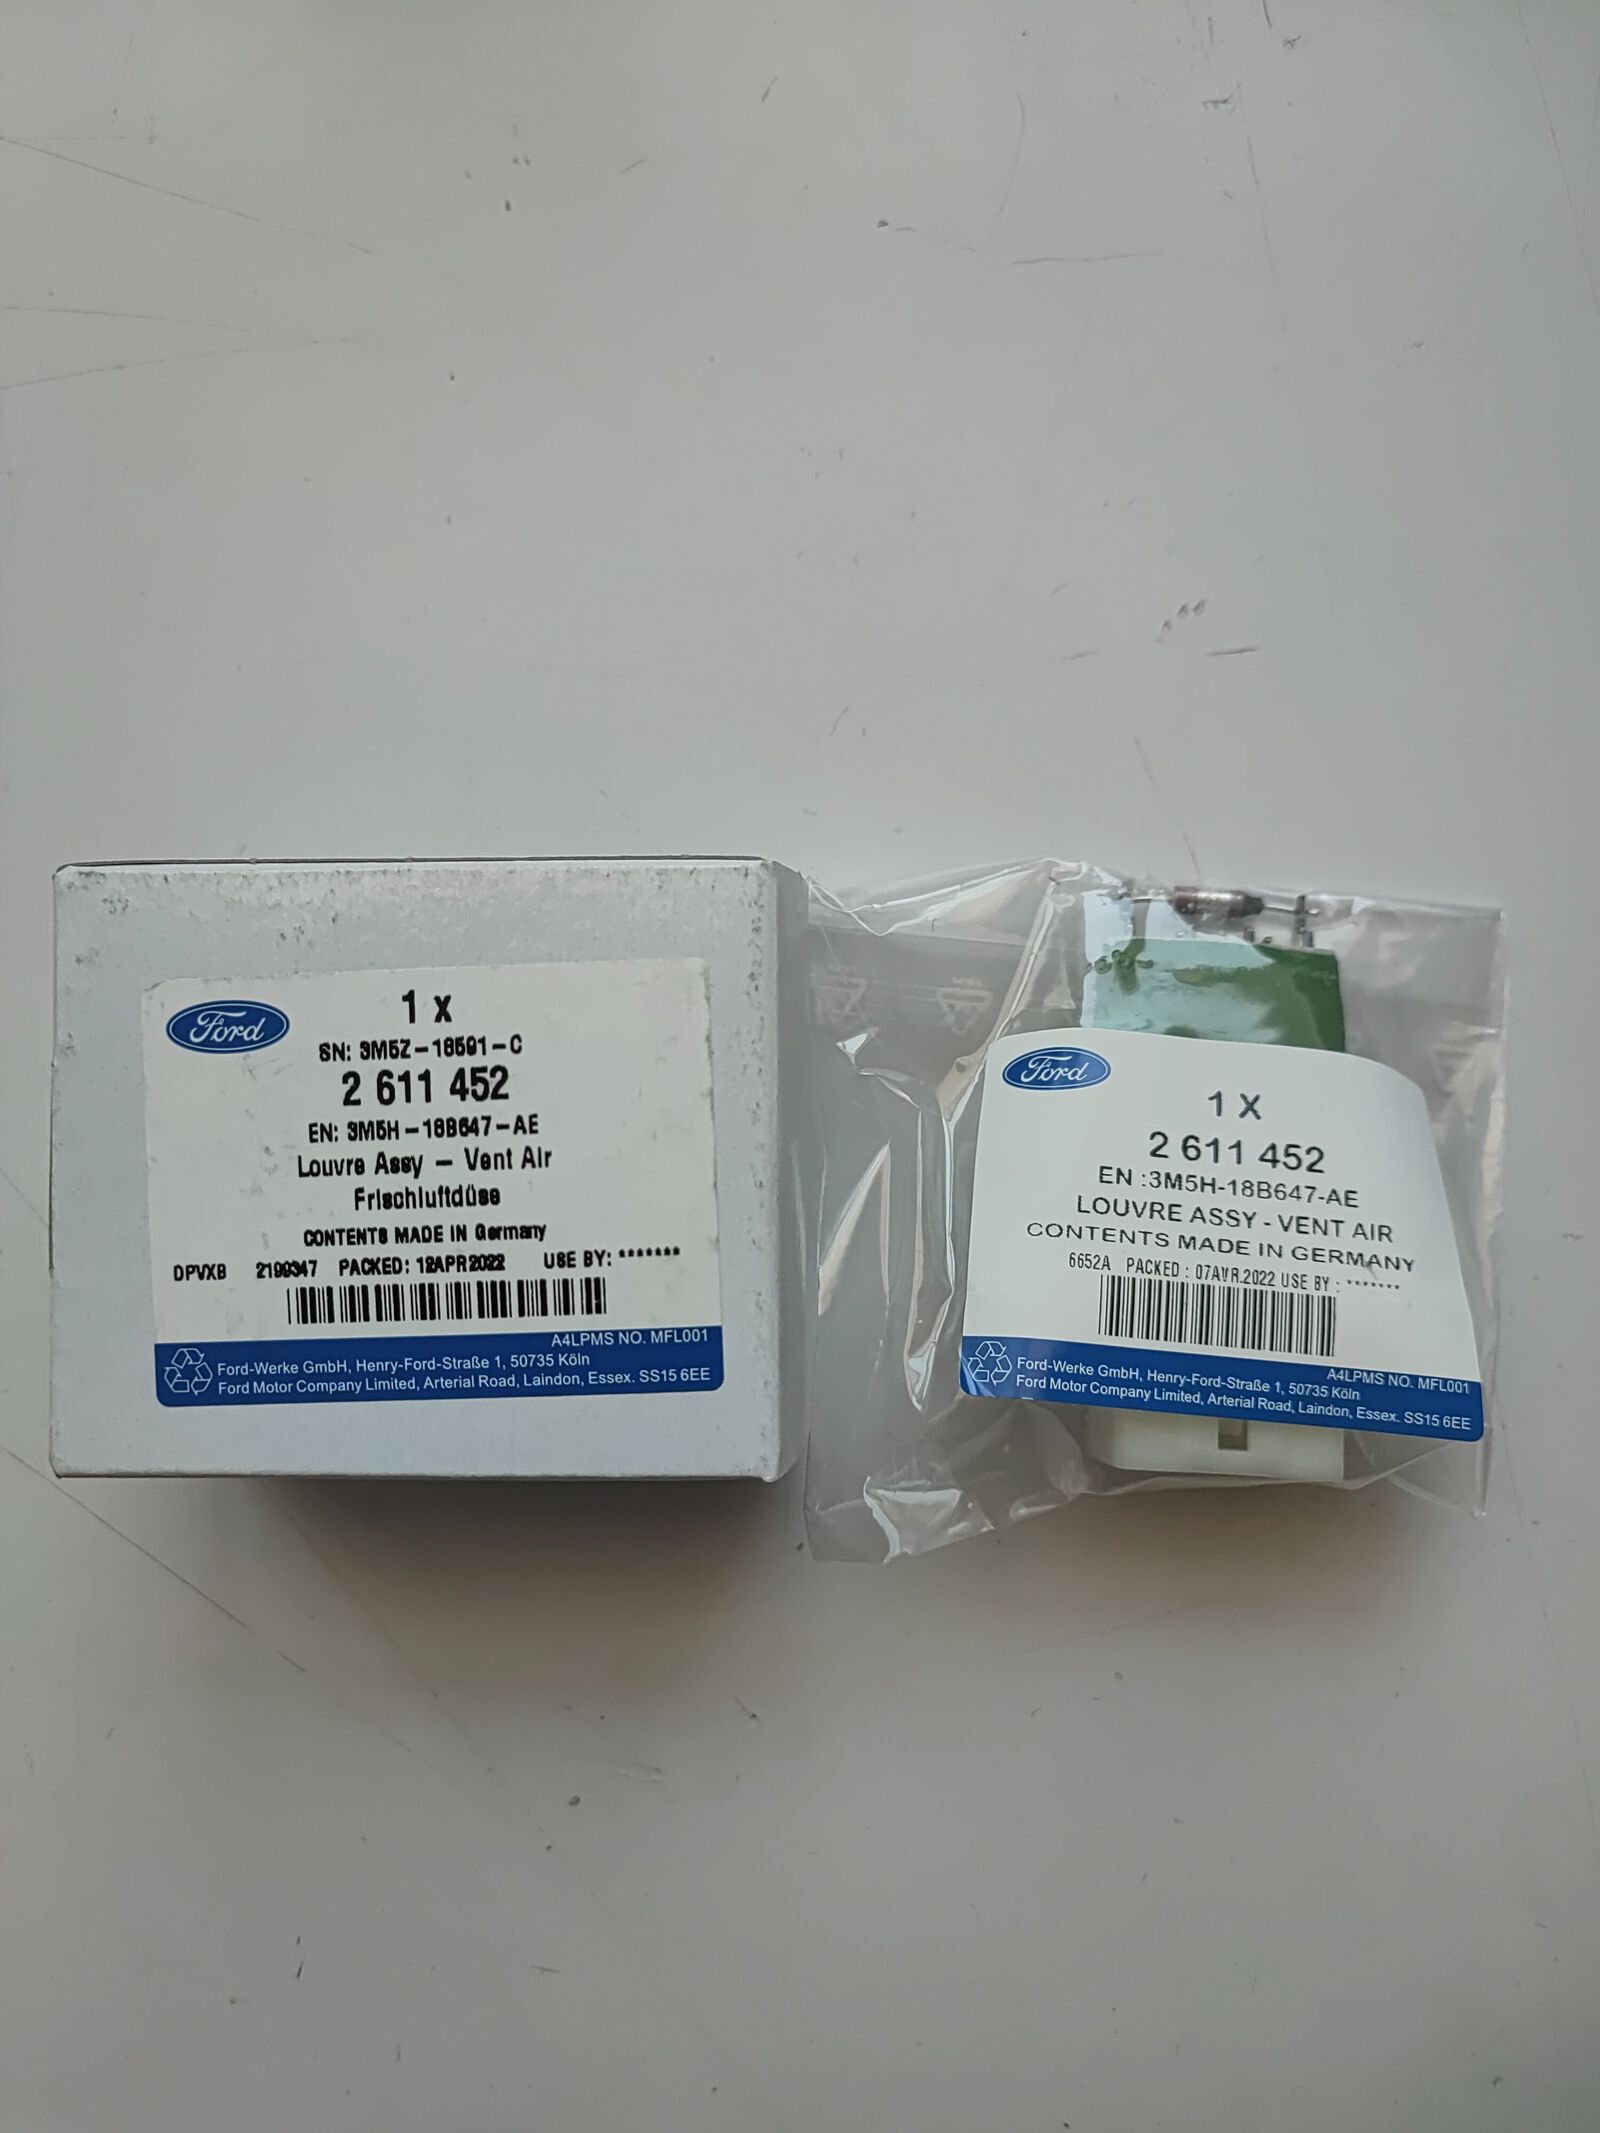 Ford
1 x
SN: 3M5Z-18591-C
2 611 452
EN: 3M5H-18B647-AE
Louvre Assy - Vent Air
Frischluftdüse
CONTENTS MADE IN Germany
DPVXB 2199347 PACKED: 12APR2022 USE BY: *******
A4LPMS NO. MFL001
Ford-Werke GmbH, Henry-Ford-Straße 1, 50735 Köln
Ford Motor Company Limited, Arterial Road, Laindon, Essex. SS15 6EE
Ford
1 X
2 611 452
EN :3M5H-18B647-AE
LOUVRE ASSY - VENT AIR
CONTENTS MADE IN GERMANY
6652A PACKED : 07AVR.2022 USE BY : *******
A4LPMS NO. MFL001
Ford-Werke GmbH, Henry-Ford-Straße 1, 50735 Köln
Ford Motor Company Limited, Arterial Road, Laindon, Essex. SS15 6EE